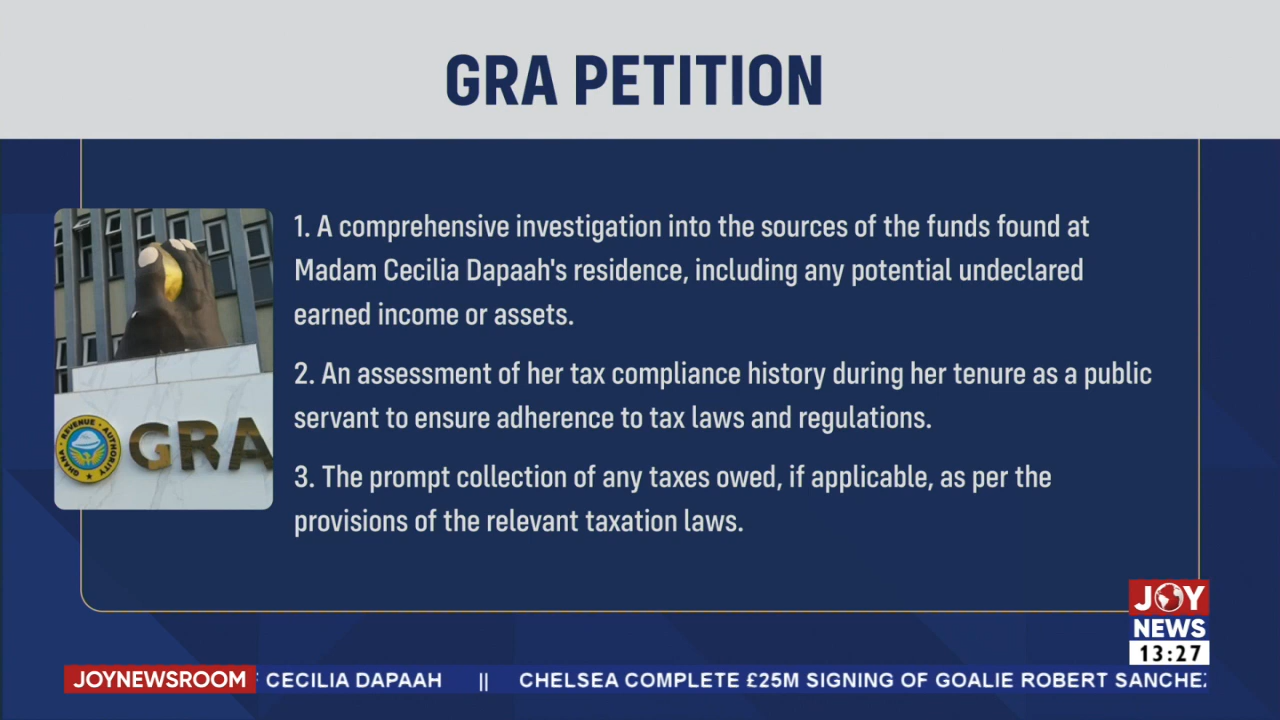 GRA PETITION
1. A comprehensive investigation into the sources of the funds found at
Madam Cecilia Dapaah's residence, including any potential undeclared
earned income or assets.
2. An assessment of her tax compliance history during her tenure as a public
servant to ensure adherence to tax laws and regulations.
3. The prompt collection of any taxes owed, if applicable, as per the
provisions of the relevant taxation laws.
GHANA REVENUE AUTHORITY
GRA
JOY
NEWS
13:27
JOYNEWSROOM
CECILIA DAPAAH || CHELSEA COMPLETE £25M SIGNING OF GOALIE ROBERT SANCHE